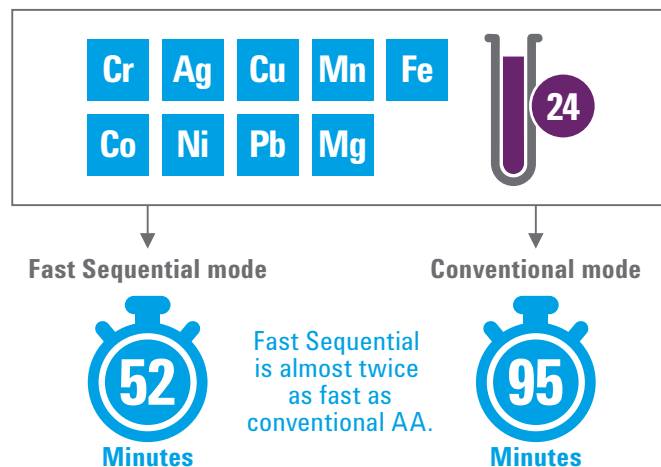 Cr Ag Cu Mn Fe
24
Co Ni Pb Mg
Fast Sequential mode
Conventional mode
52
Minutes
Fast Sequential
is almost twice
as fast as
conventional AA.
95
Minutes